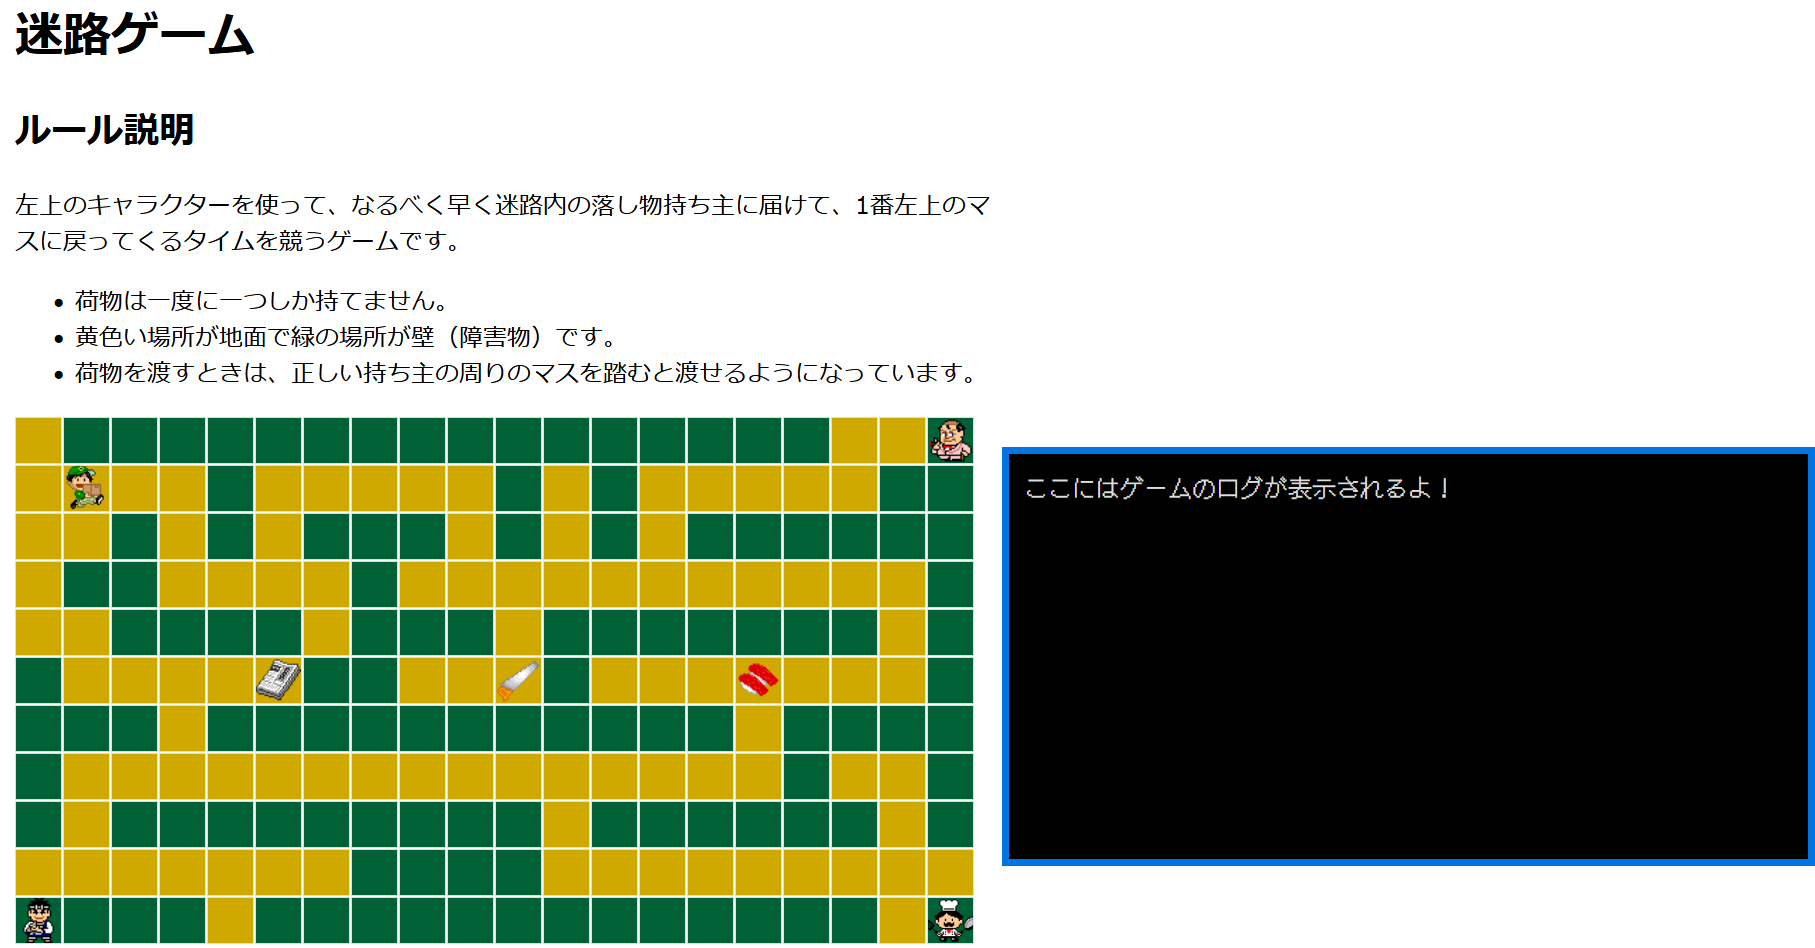 迷路ゲーム
ルール説明
左上のキャラクターを使って、なるべく早く迷路内の落し物持ち主に届けて、1番左上のマ
スに戻ってくるタイムを競うゲームです。
• 荷物は一度に一つしか持てません。
• 黄色い場所が地面で緑の場所が壁（障害物）です。
• 荷物を渡すときは、正しい持ち主の周りのマスを踏むと渡せるようになっています。
ここにはゲームのログが表示されるよ！